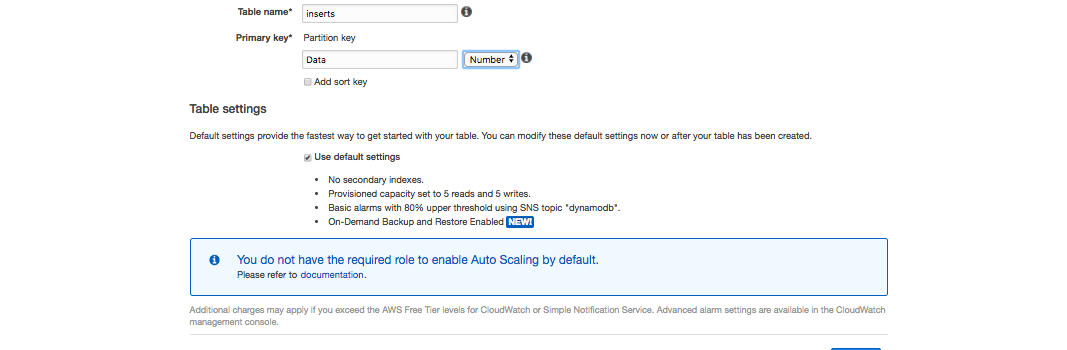 Table name* inserts
Primary key* Partition key
Data Number
Add sort key
Table settings
Default settings provide the fastest way to get started with your table. You can modify these default settings now or after your table has been created.
Use default settings
No secondary indexes.
Provisioned capacity set to 5 reads and 5 writes.
Basic alarms with 80% upper threshold using SNS topic "dynamodb".
On-Demand Backup and Restore Enabled NEW!
You do not have the required role to enable Auto Scaling by default.
Please refer to documentation.
Additional charges may apply if you exceed the AWS Free Tier levels for CloudWatch or Simple Notification Service. Advanced alarm settings are available in the CloudWatch
management console.